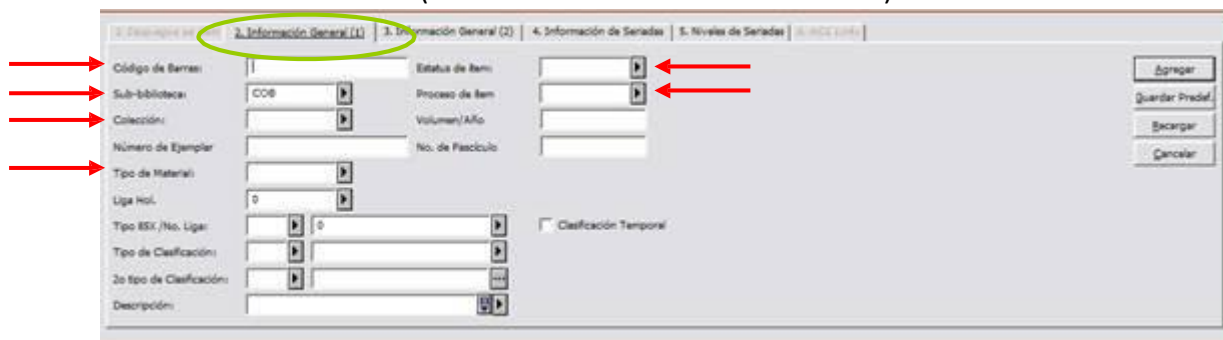 2. Información General (1) 3. Información General (2) 4. Información de Seriadas 5. Niveles de Seriadas
Código de Barras: Estatus de ítem: Agregar
Sub-biblioteca: COB Proceso de ítem Guardar Predef.
Colección: Volumen/Año Recargar
Número de Ejemplar No. de Fascículo Cancelar
Tipo de Material:
Liga Hol. 0
Tipo 85X /No. Liga: 0 Clasificación Temporal
Tipo de Clasificación:
2o tipo de Clasificación:
Descripción: